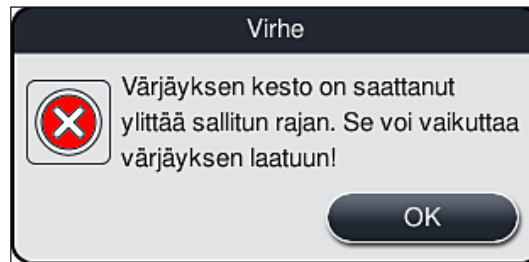 Virhe
Värjäyksen kesto on saattanut
ylittää sallitun rajan. Se voi vaikuttaa
värjäyksen laatuun!
OK